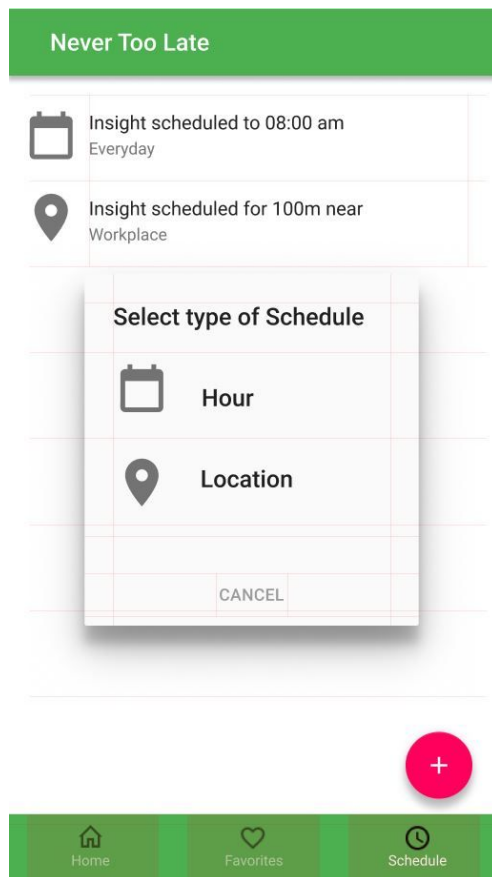 Never Too Late
Insight scheduled to 08:00 am
Everyday
Insight scheduled for 100m near
Workplace
Select type of Schedule
Hour
Location
CANCEL
+
Home
Favorites
Schedule